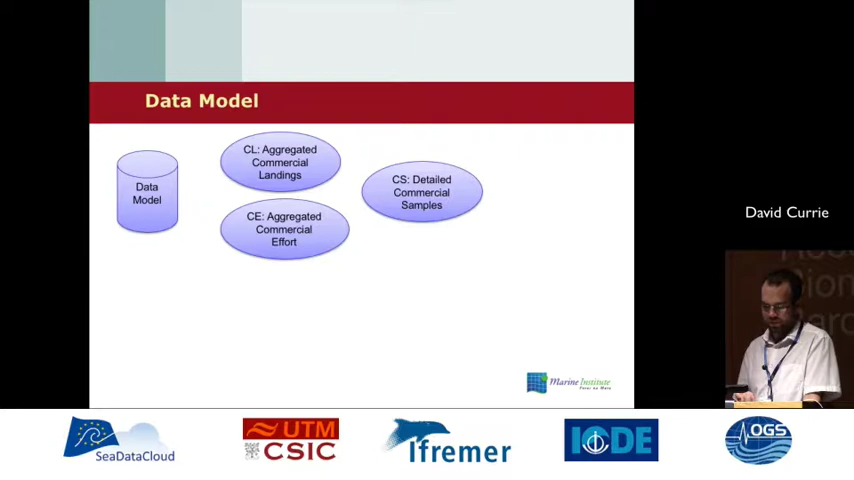 Data Model
CL: Aggregated
Commercial
Landings
Data
Model
CS: Detailed
Commercial
Samples
CE: Aggregated
Commercial
Effort
David Currie
Marine Institute
SeaDataCloud
UTM
CSIC
Ifremer
IODE
OGS